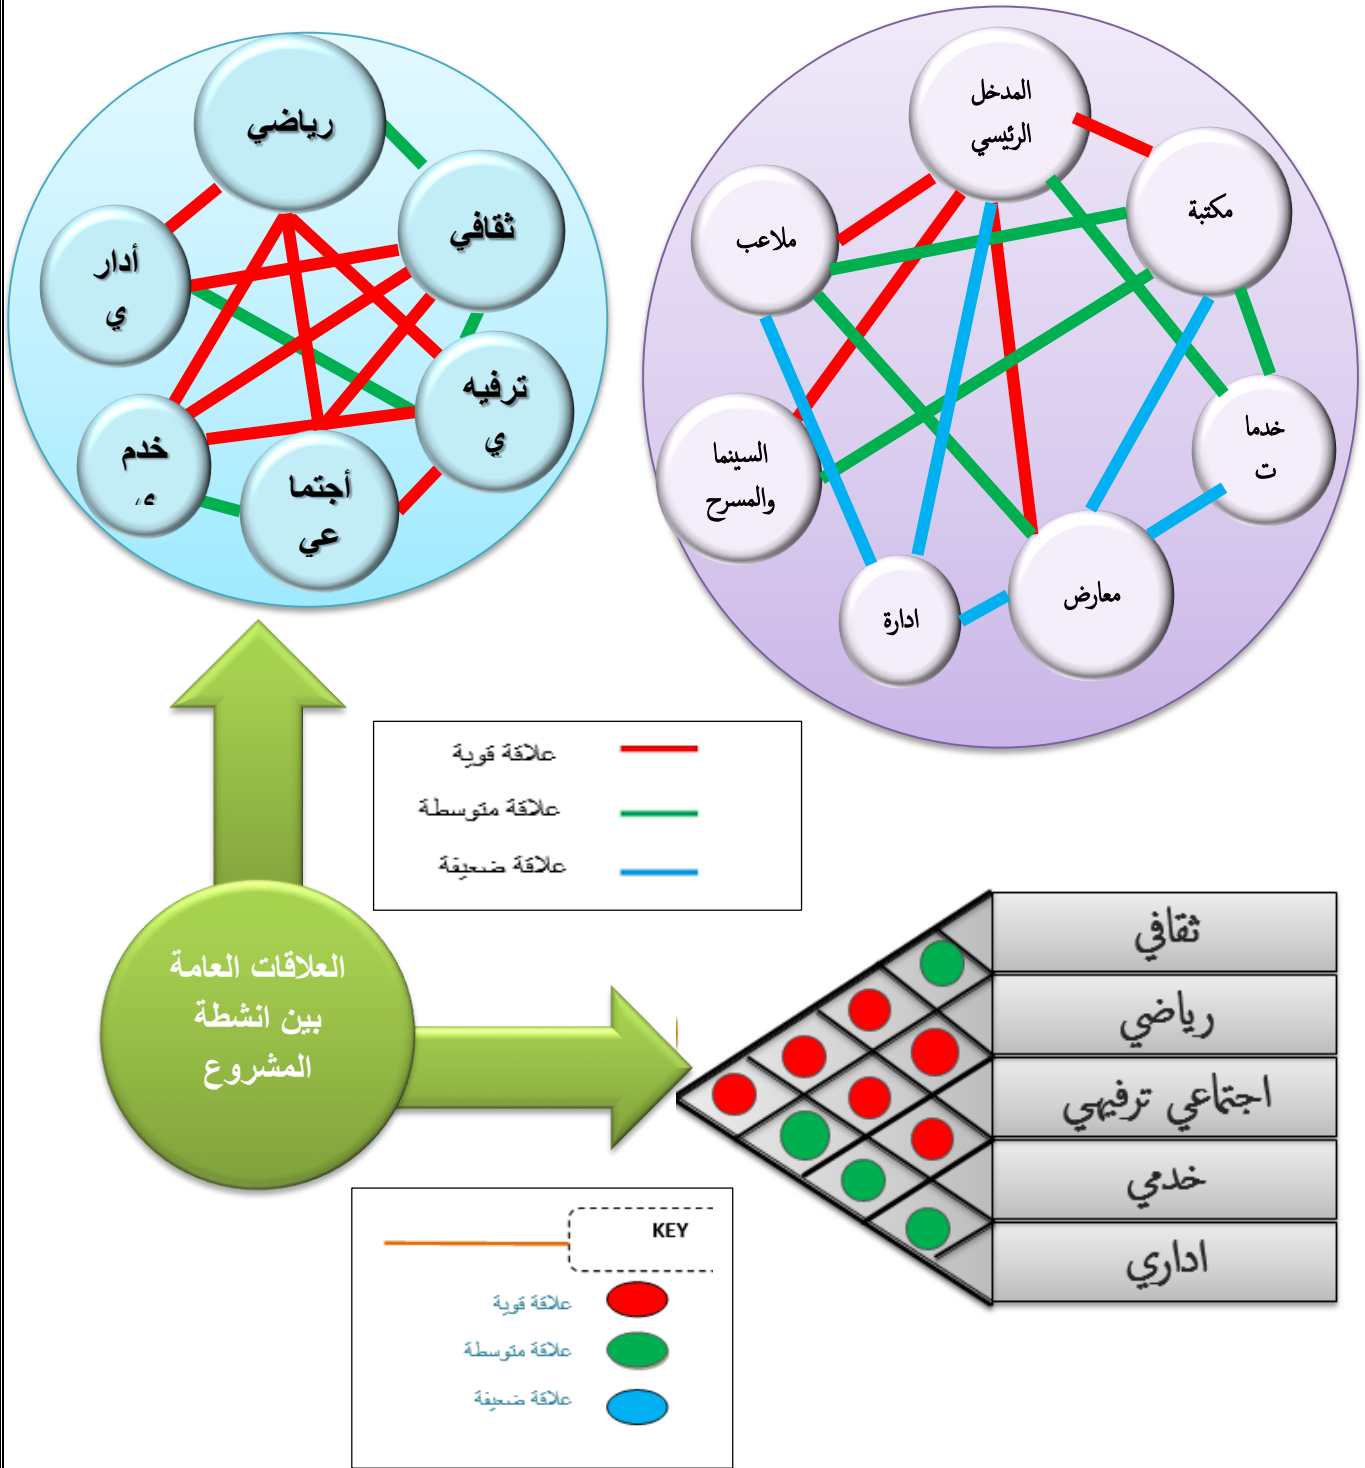 رياضي
ثقافي
أدار
ي
ترفيه
ي
خدم
ي
أجتما
عي
المدخل
الرئيسي
مكتبة
ملاعب
خدما
ت
السينما
والمسرح
معارض
ادارة
علاقة قوية
علاقة متوسطة
علاقة ضعيفة
العلاقات العامة
بين انشطة
المشروع
ثقافي
رياضي
اجتماعي ترفيهي
خدمي
اداري
KEY
علاقة قوية
علاقة متوسطة
علاقة ضعيفة